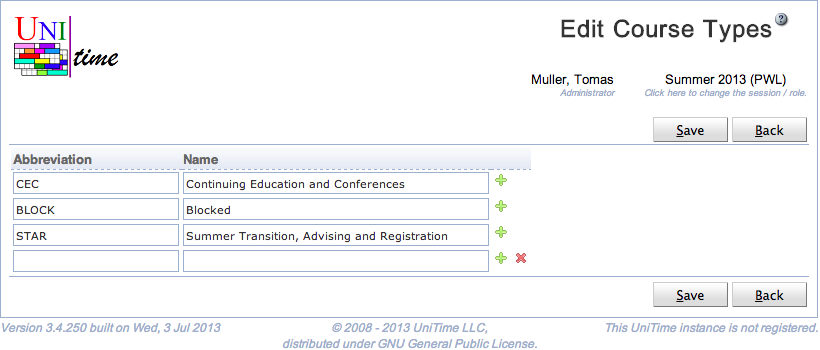 UNI
time
Edit Course Types
?
Muller, Tomas Summer 2013 (PWL)
Administrator Click here to change the session / role.
Save Back
Abbreviation Name
CEC Continuing Education and Conferences
BLOCK Blocked
STAR Summer Transition, Advising and Registration
Save Back
Version 3.4.250 built on Wed, 3 Jul 2013 © 2008 - 2013 UniTime LLC, This UniTime instance is not registered.
distributed under GNU General Public License.